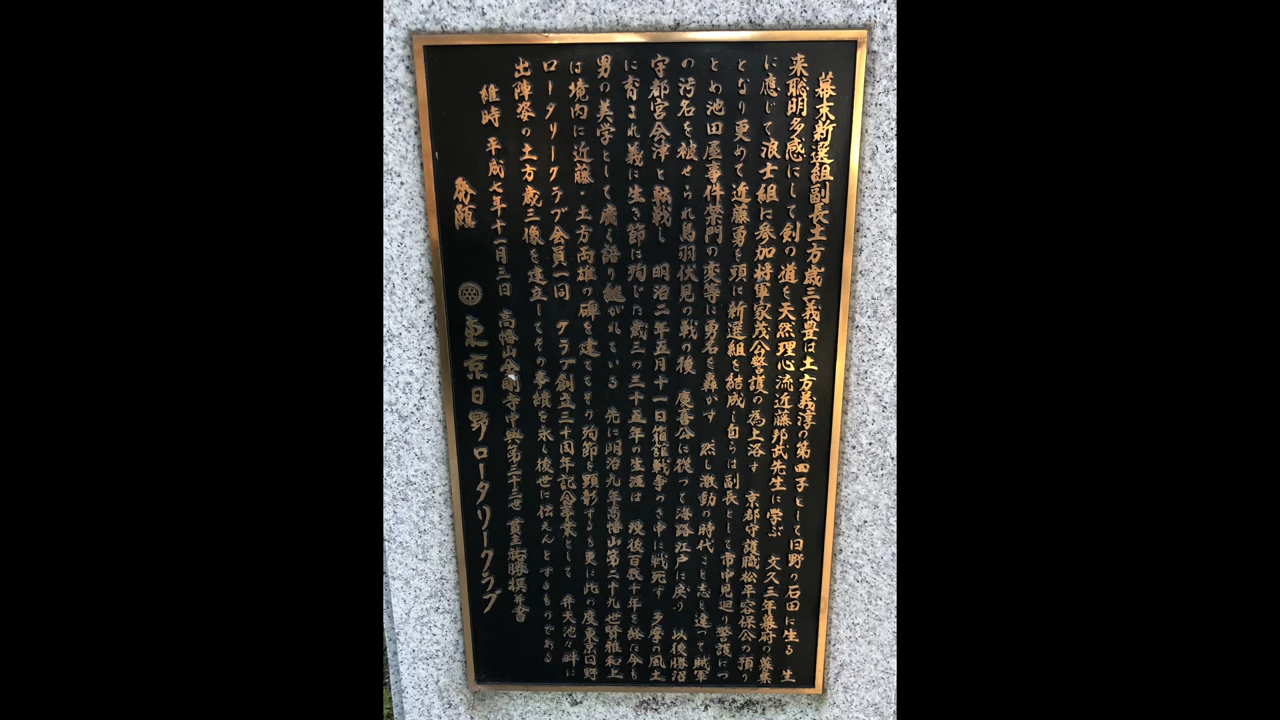 幕末新選組副長土方歳三義豊は土方義諄の第四子として日野の石田に生る 生
来聡明多感にして剣の道を天然理心流近藤邦武先生に学ぶ 文久三年幕府の募集
に應じて浪士組に参加将軍家茂公警護の為上洛す 京都守護職松平容保公の預り
となり更めて近藤勇を頭に新選組を結成し自らは副長として市中見廻り警護につ
とめ池田屋事件禁門の変等に勇名を轟かす 然し激動の時代こと志と違つて賊軍
の汚名を被せられ鳥羽伏見の戦の後 慶喜公に従つて海路江戸に戻り 以後勝沼
宇都宮会津と転戦し 明治二年五月十一日箱館戦争のさ中に戦死す 多摩の風土
に育まれ義に生き節に殉じた歳三の三十五年の生涯は 没後百数十年を経た今も
男の美学として廣く語り継がれている 先に明治九年高幡山第二十九世賢雅和上
は境内に近藤・土方両雄の碑を建ててその殉節を顕彰するも更に此の度東京日野
ロータリークラブ会員一同 クラブ創立三十周年記念事業として 弁天池々畔に
出陣姿の土方歳三像を建立してその事績を永く後世に伝えんとするものである
維時 平成七年十一月三日 高幡山金剛寺中興第三十三世 貫主祐勝撰并書
發願 東京日野ロータリークラブ